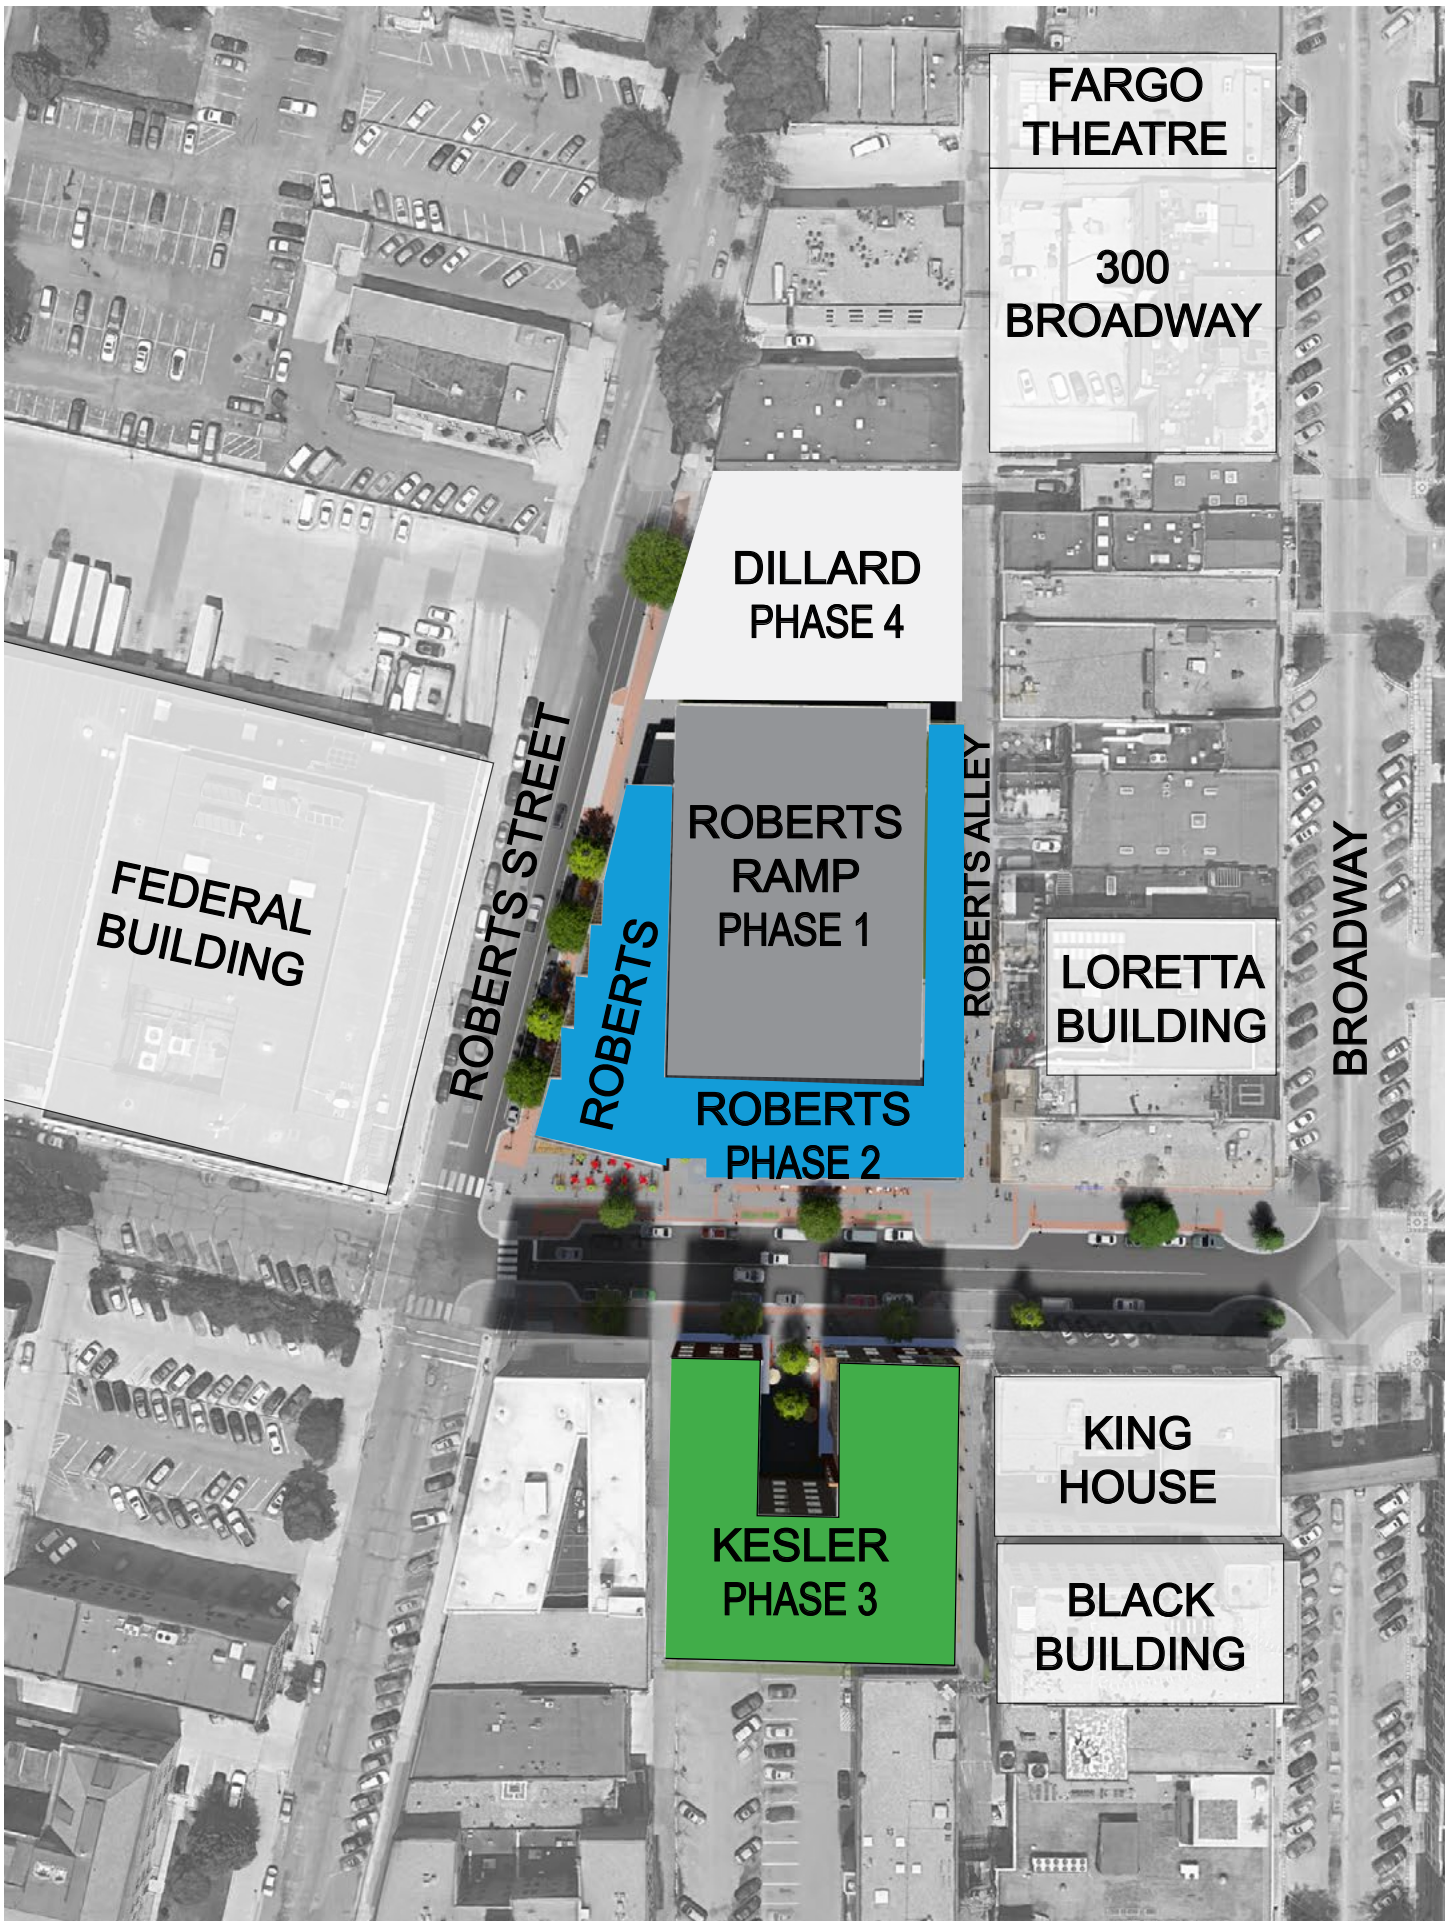 FARGO
THEATRE
300
BROADWAY
DILLARD
PHASE 4
ROBERTS STREET
ROBERTS
RAMP
PHASE 1
ROBERTS ALLEY
FEDERAL
BUILDING
ROBERTS
LORETTA
BUILDING
BROADWAY
ROBERTS
PHASE 2
KING
HOUSE
KESLER
PHASE 3
BLACK
BUILDING